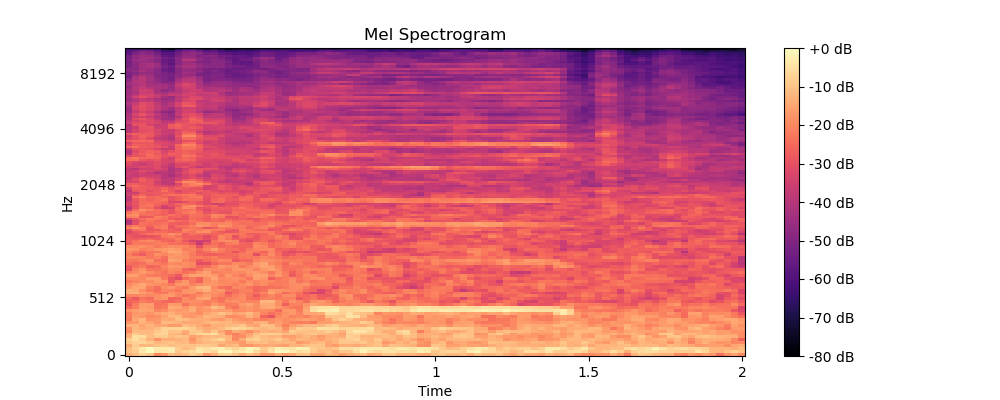 Mel Spectrogram
Hz
8192
4096
2048
1024
512
0
0
0.5
1
1.5
2
Time
+0 dB
-10 dB
-20 dB
-30 dB
-40 dB
-50 dB
-60 dB
-70 dB
-80 dB